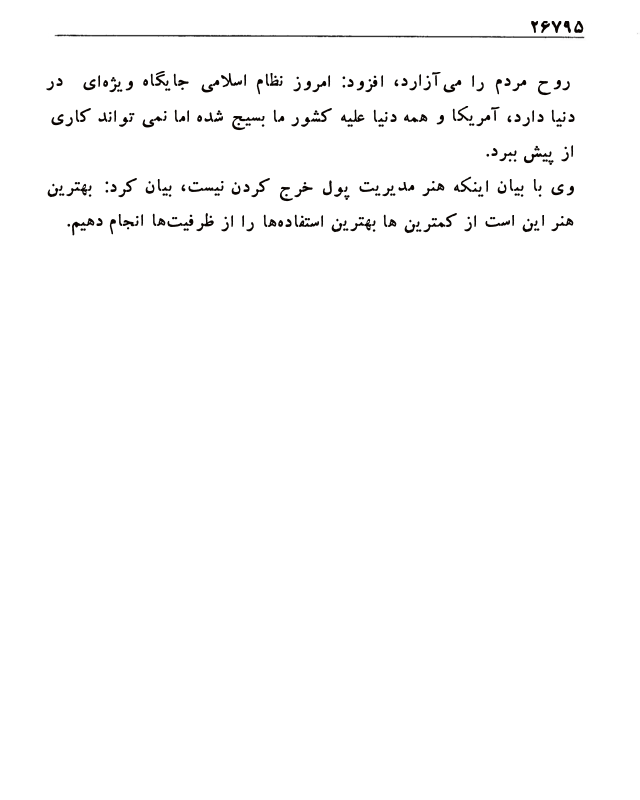 ۲۶۷۹۵
روح مردم را می‌آزارد، افزود: امروز نظام اسلامی جایگاه ویژه‌ای در
دنیا دارد، آمریکا و همه دنیا علیه کشور ما بسیج شده اما نمی تواند کاری
از پیش ببرد.
وی با بیان اینکه هنر مدیریت پول خرج کردن نیست، بیان کرد: بهترین
هنر این است از کمترین ها بهترین استفاده‌ها را از ظرفیت‌ها انجام دهیم.